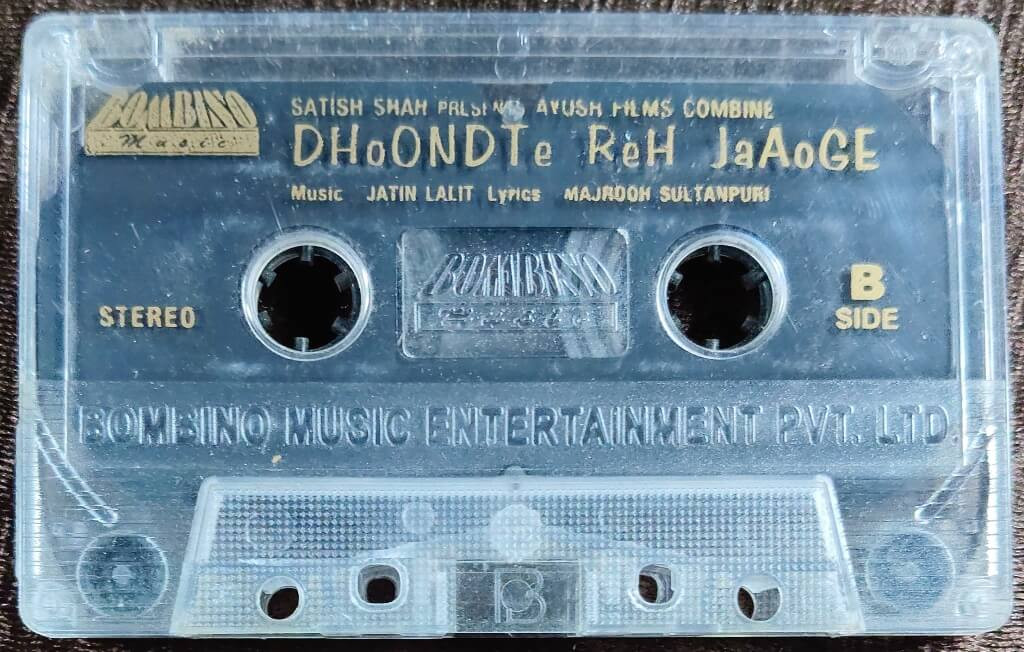 BOMBINO
Music
SATISH SHAH PRESENTS AYUSH FILMS COMBINE
DHoONDTe ReH JaAoGE
Music JATIN LALIT Lyrics MAJROOH SULTANPURI
BOMBINO
Music
STEREO
B
SIDE
BOMBINO MUSIC ENTERTAINMENT PVT. LTD.
B